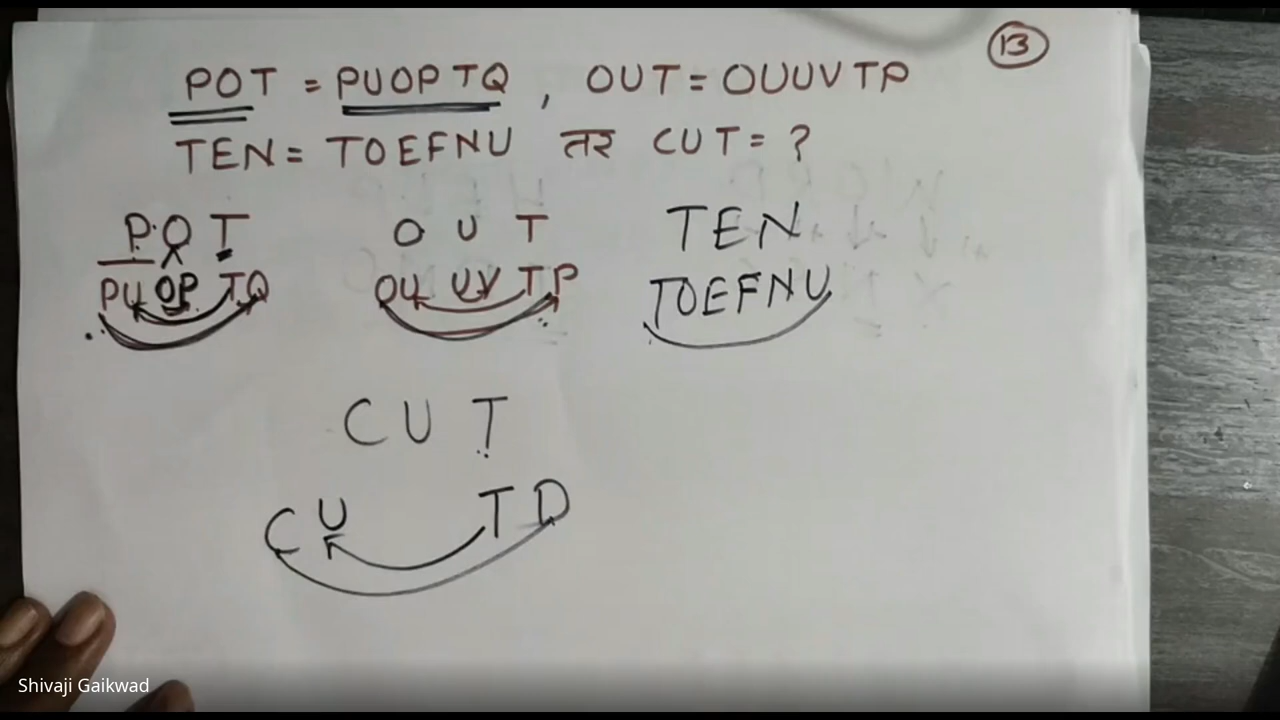 13
POT = PUOPTQ, OUT = OUUVTP
TEN = TOEFNU तर CUT = ?
POT OUT TEN
PUOPTQ OUUVTP TOEFNU
CUT
CU TD
Shivaji Gaikwad